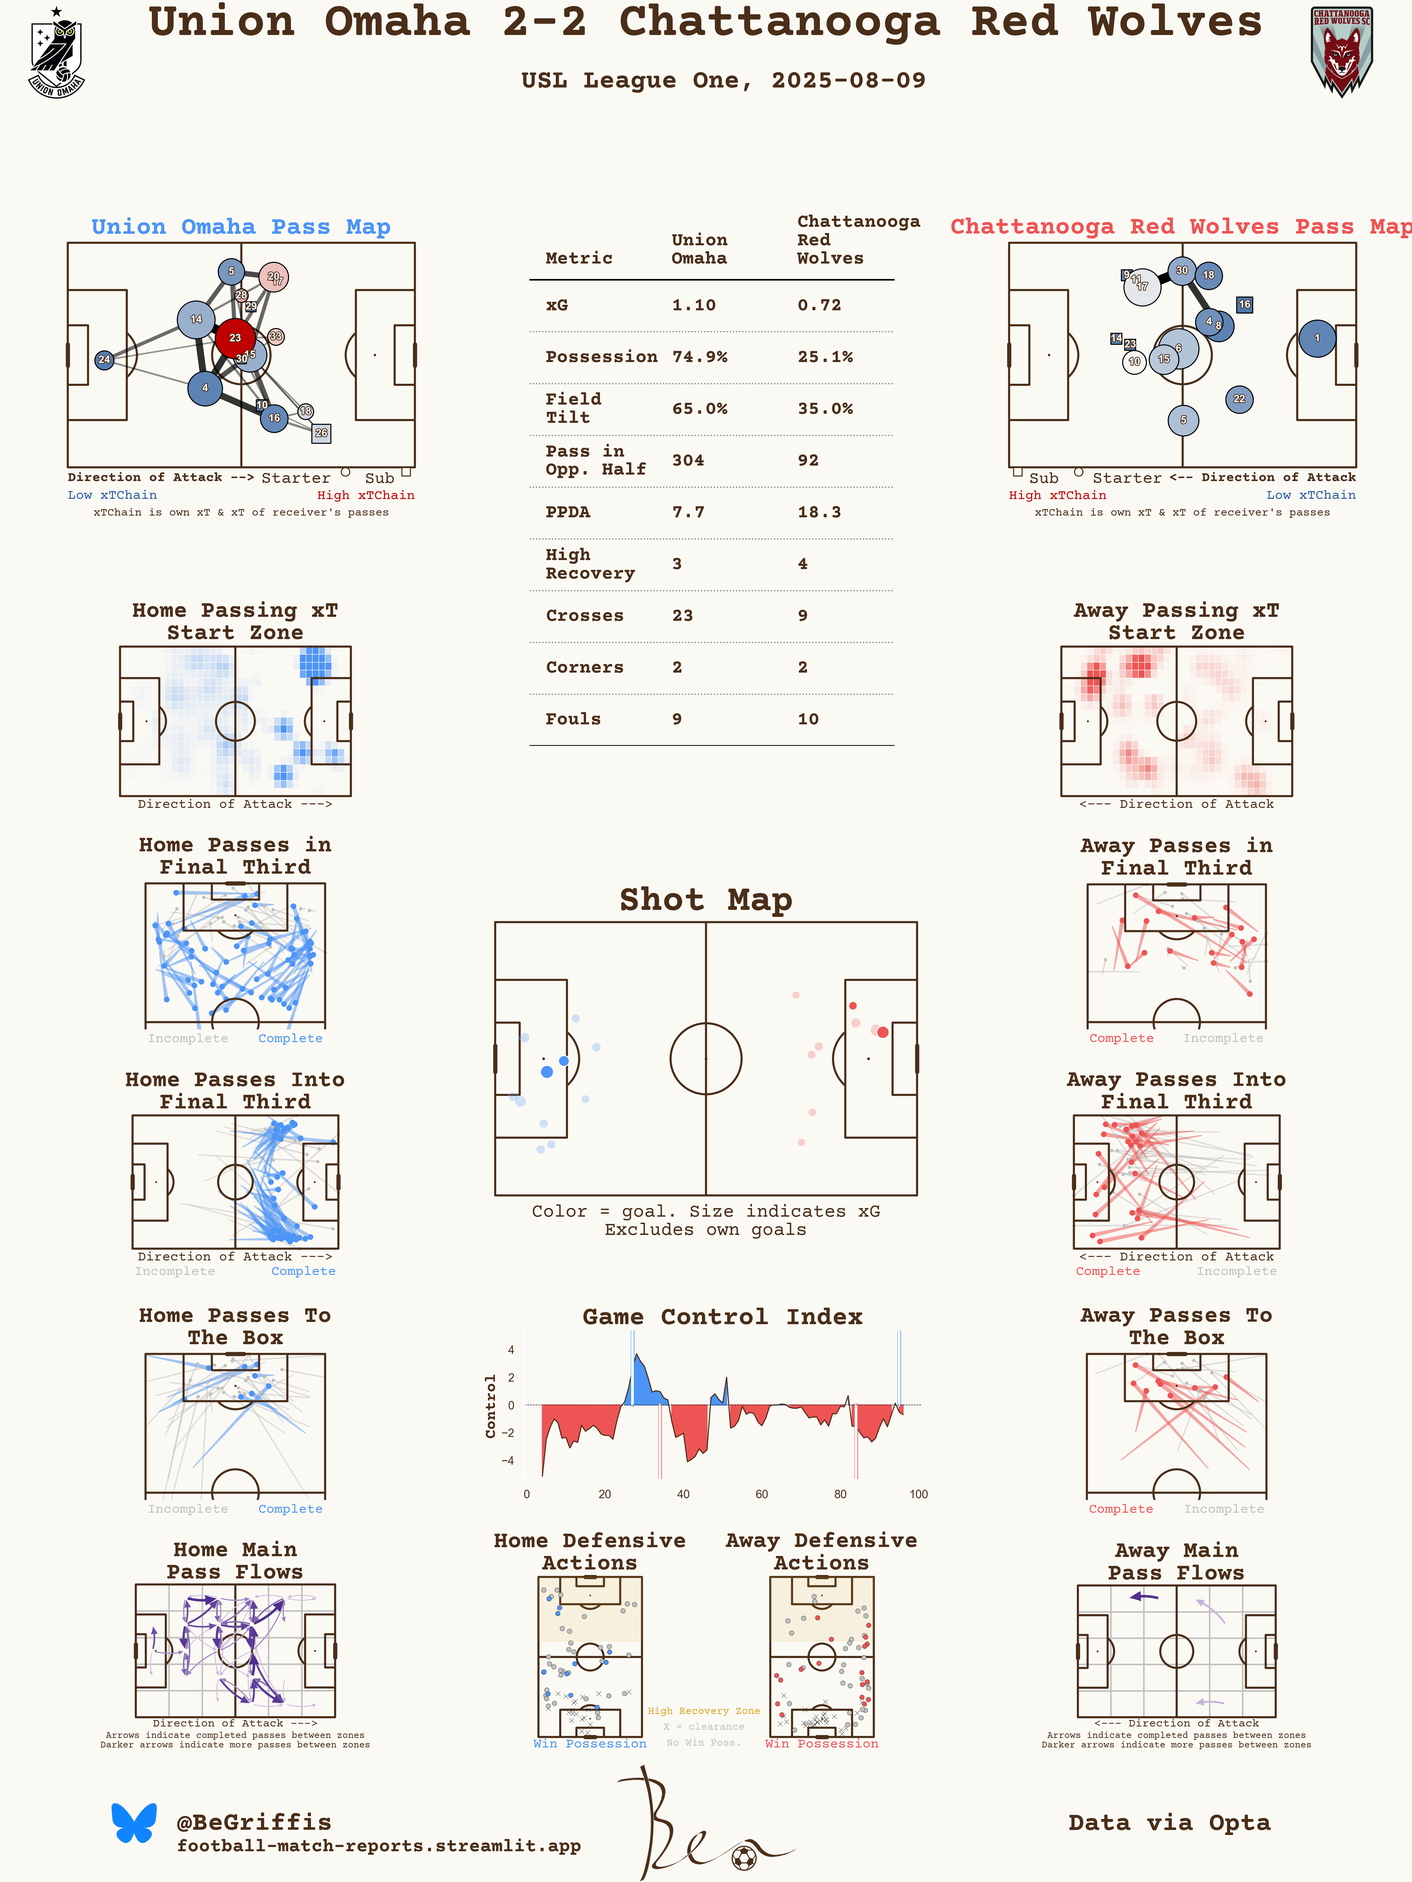 Union Omaha 2-2 Chattanooga Red Wolves
USL League One, 2025-08-09
UNION OMAHA
CHATTANOOGA
RED WOLVES SC
Union Omaha Pass Map
5
20
17
28
29
14
23
33
15
30
24
4
10
16
18
26
Direction of Attack --> Starter Sub
Low xTChain High xTChain
xTChain is own xT & xT of receiver's passes
Metric Union Omaha Chattanooga Red Wolves
xG 1.10 0.72
Possession 74.9% 25.1%
Field Tilt 65.0% 35.0%
Pass in Opp. Half 304 92
PPDA 7.7 18.3
High Recovery 3 4
Crosses 23 9
Corners 2 2
Fouls 9 10
Chattanooga Red Wolves Pass Map
9
11
17
30
18
16
4
8
1
14
23
6
15
10
22
5
Sub Starter <-- Direction of Attack
High xTChain Low xTChain
xTChain is own xT & xT of receiver's passes
Home Passing xT
Start Zone
Direction of Attack --->
Away Passing xT
Start Zone
<--- Direction of Attack
Home Passes in
Final Third
Incomplete Complete
Away Passes in
Final Third
Complete Incomplete
Shot Map
Color = goal. Size indicates xG
Excludes own goals
Home Passes Into
Final Third
Direction of Attack --->
Incomplete Complete
Away Passes Into
Final Third
<--- Direction of Attack
Complete Incomplete
Home Passes To
The Box
Incomplete Complete
Game Control Index
Control
4
2
0
−2
−4
0 20 40 60 80 100
Away Passes To
The Box
Complete Incomplete
Home Main
Pass Flows
Direction of Attack --->
Arrows indicate completed passes between zones
Darker arrows indicate more passes between zones
Home Defensive
Actions
Win Possession
High Recovery Zone
X = clearance
No Win Poss.
Away Defensive
Actions
Win Possession
Away Main
Pass Flows
<--- Direction of Attack
Arrows indicate completed passes between zones
Darker arrows indicate more passes between zones
@BeGriffis
football-match-reports.streamlit.app
Ben
Data via Opta